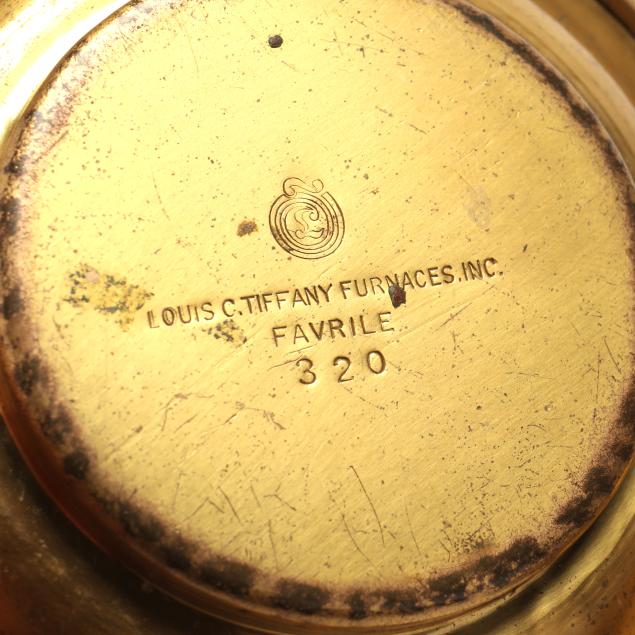 LOUIS C. TIFFANY FURNACES. INC.
FAVRILE
320